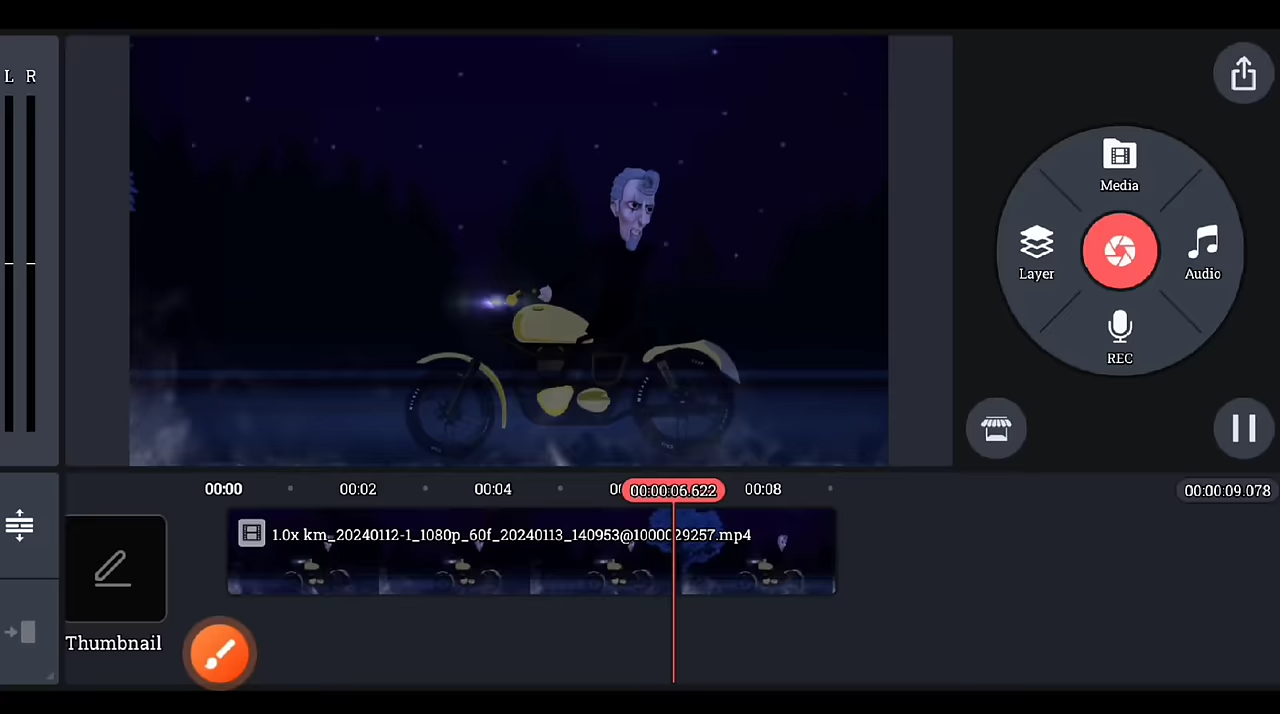 L R
Media
Layer
Audio
REC
00:00
00:02
00:04
00:00:06.622
00:08
00:00:09.078
1.0x km_20240112-1_1080p_60f_20240113_140953@1000029257.mp4
Thumbnail